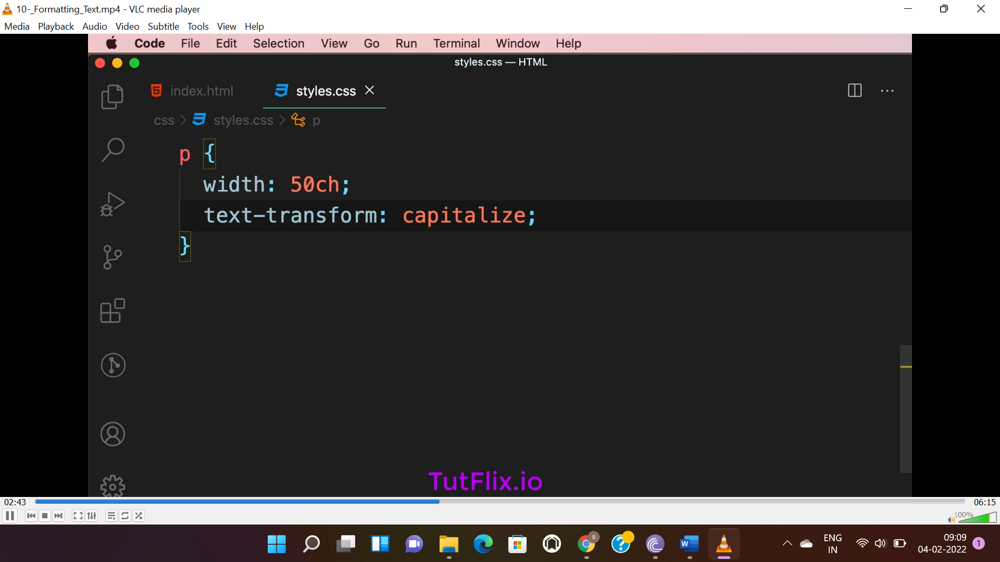 10-_Formatting_Text.mp4 - VLC media player
Media Playback Audio Video Subtitle Tools View Help
Code File Edit Selection View Go Run Terminal Window Help
styles.css — HTML
index.html styles.css
css > styles.css > p
p {
width: 50ch;
text-transform: capitalize;
}
TutFlix.io
02:43 06:15
100%
ENG
IN
09:09
04-02-2022
1